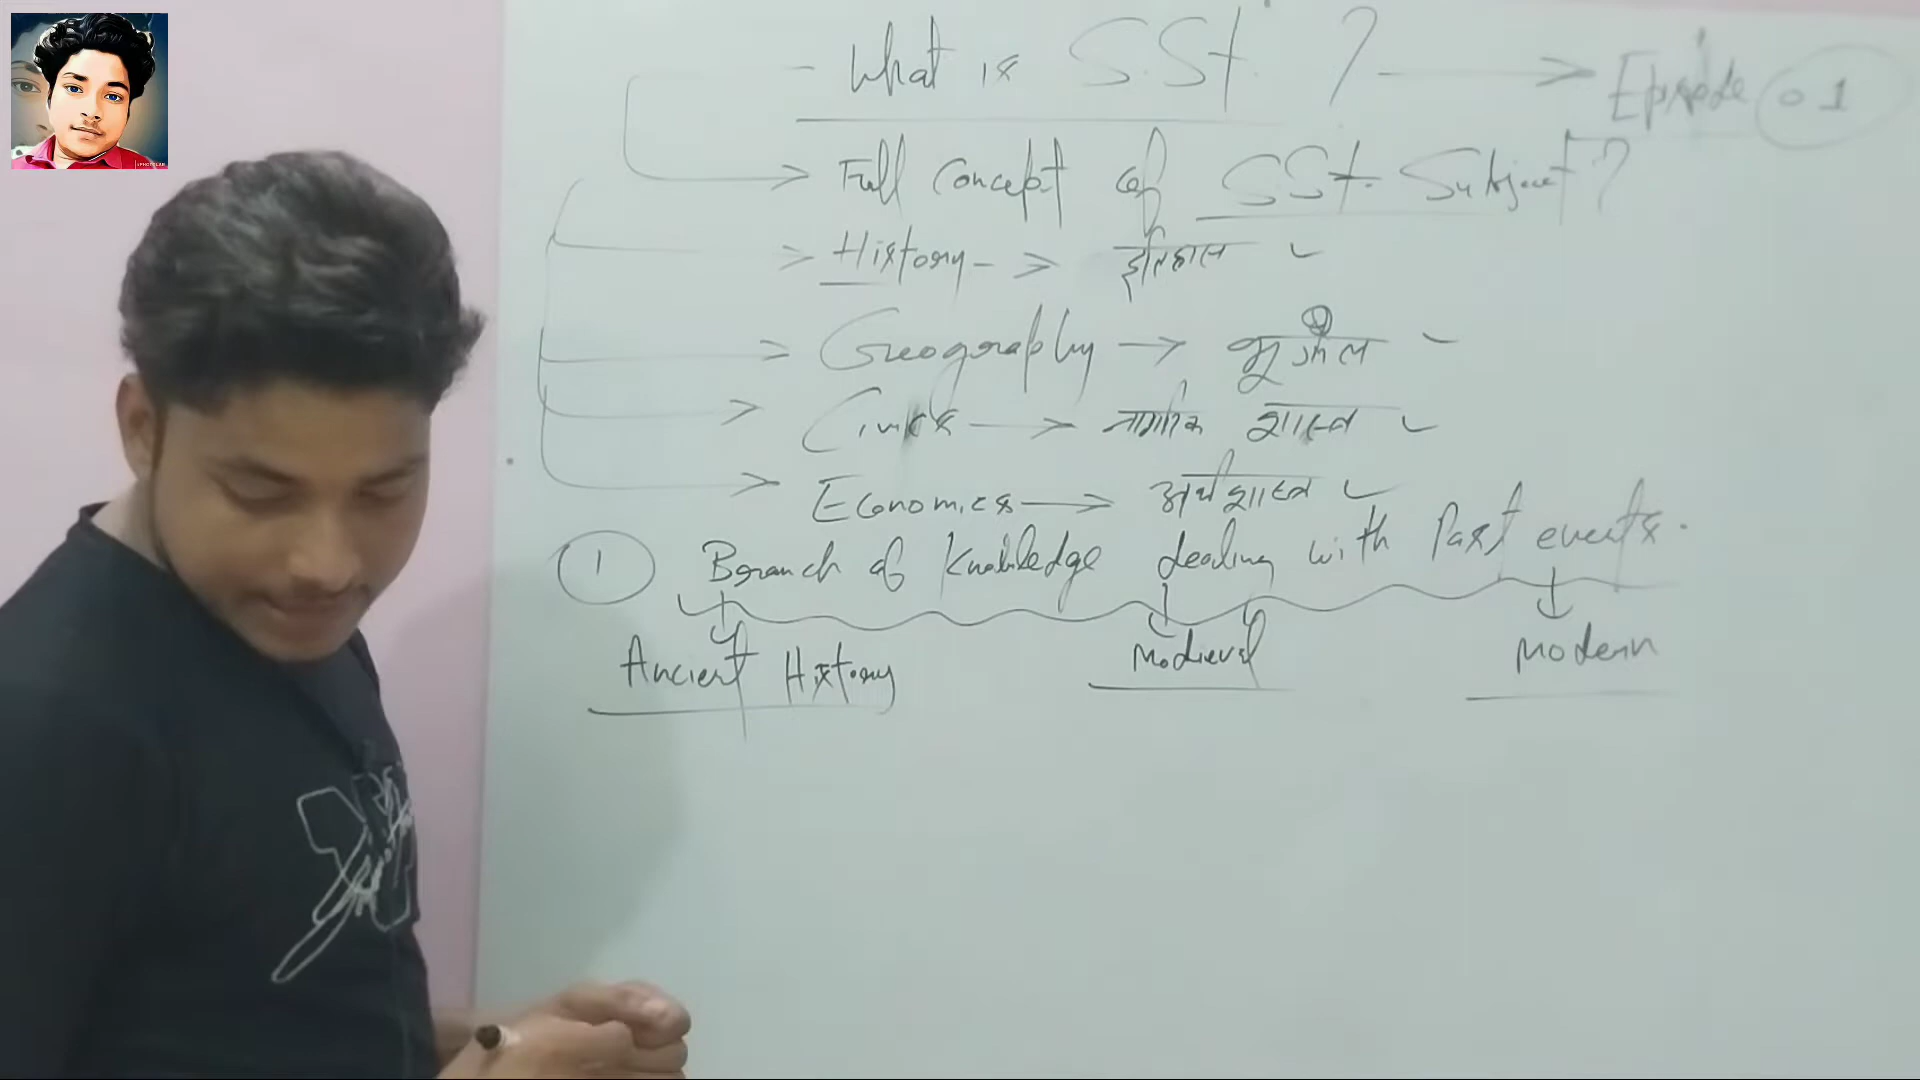 - What is S.St. ? → Episode 01
→ Full Concept of SSt. Subject ?
→ History - > इतिहास
→ Geography → भूगोल
→ Civics → नागरिक शास्त्र
→ Economics → अर्थशास्त्र
1 Branch of Knowledge dealing with Past events.
Ancient History Medieval Modern